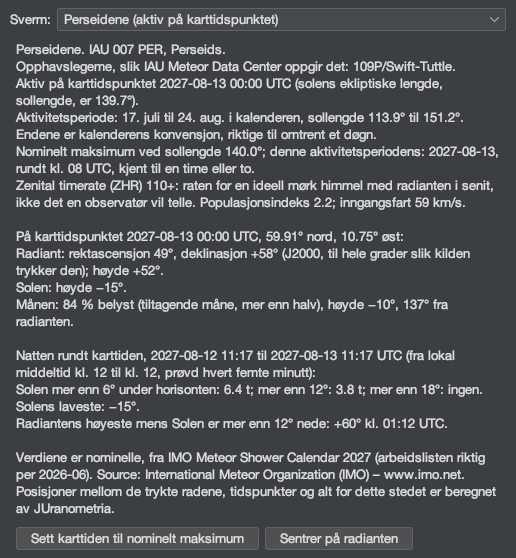 Sverm: Perseidene (aktiv på karttidspunktet)
Perseidene. IAU 007 PER, Perseids.
Opphavslegeme, slik IAU Meteor Data Center oppgir det: 109P/Swift-Tuttle.
Aktiv på karttidspunktet 2027-08-13 00:00 UTC (solens ekliptiske lengde,
sollengde, er 139.7°).
Aktivitetsperiode: 17. juli til 24. aug. i kalenderen, sollengde 113.9° til 151.2°.
Endene er kalenderens konvensjon, riktige til omtrent et døgn.
Nominelt maksimum ved sollengde 140.0°; denne aktivitetsperiodens: 2027-08-13,
rundt kl. 08 UTC, kjent til en time eller to.
Zenital timerate (ZHR) 110+: raten for en ideell mørk himmel med radianten i senit,
ikke det en observatør vil telle. Populasjonsindeks 2.2; inngangsfart 59 km/s.
På karttidspunktet 2027-08-13 00:00 UTC, 59.91° nord, 10.75° øst:
Radiant: rektascensjon 49°, deklinasjon +58° (J2000, til hele grader slik kilden
trykker den); høyde +52°.
Solen: høyde −15°.
Månen: 84 % belyst (tiltagende måne, mer enn halv), høyde −10°, 137° fra
radianten.
Natten rundt karttiden, 2027-08-12 11:17 til 2027-08-13 11:17 UTC (fra lokal
middeltid kl. 12 til kl. 12, prøvd hvert femte minutt):
Solen mer enn 6° under horisonten: 6.4 t; mer enn 12°: 3.8 t; mer enn 18°: ingen.
Solens laveste: −15°.
Radiantens høyeste mens Solen er mer enn 12° nede: +60° kl. 01:12 UTC.
Verdiene er nominelle, fra IMO Meteor Shower Calendar 2027 (arbeidslisten riktig
per 2026-06). Source: International Meteor Organization (IMO) – www.imo.net.
Posisjoner mellom de trykte radene, tidspunkter og alt for dette stedet er beregnet
av JUranometria.
Sett karttiden til nominelt maksimum
Sentrer på radianten